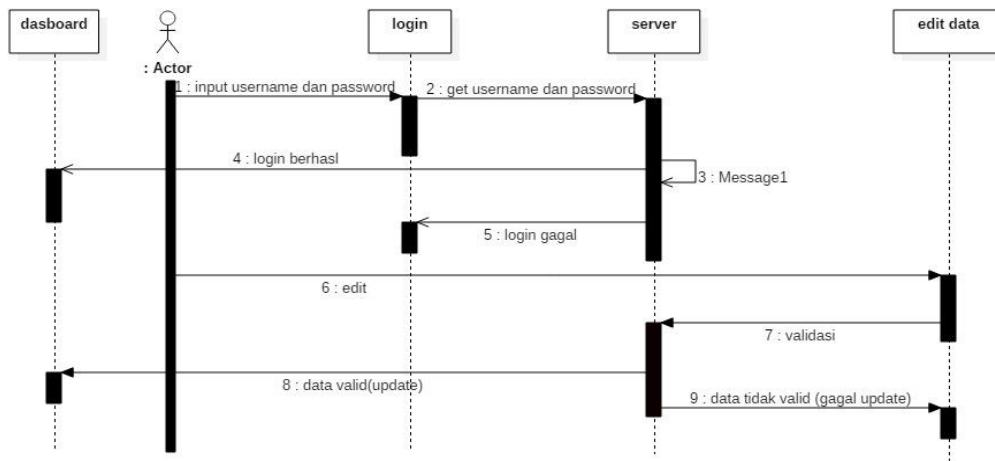 dasboard
login
server
edit data
: Actor
1 : input username dan password
2 : get username dan password
4 : login berhasl
3 : Message1
5 : login gagal
6 : edit
7 : validasi
8 : data valid(update)
9 : data tidak valid (gagal update)